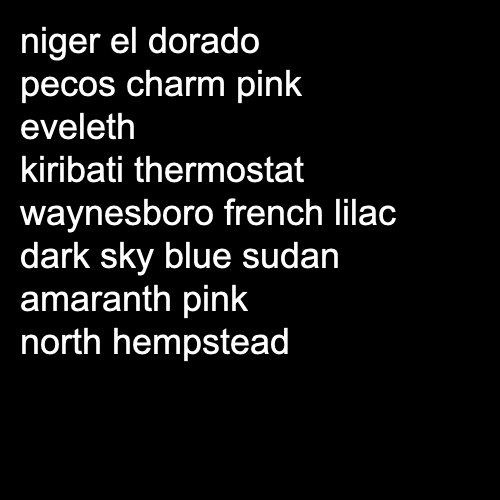 niger el dorado
pecos charm pink
eveleth
kiribati thermostat
waynesboro french lilac
dark sky blue sudan
amaranth pink
north hempstead